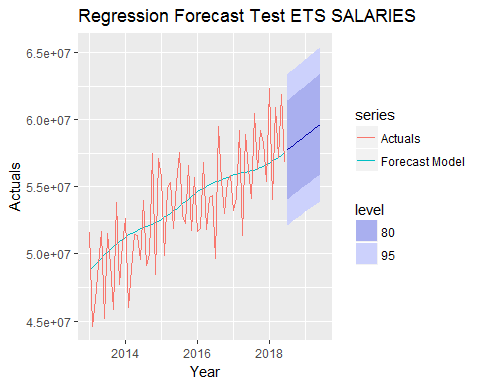 Regression Forecast Test ETS SALARIES
6.5e+07
6.0e+07
5.5e+07
5.0e+07
4.5e+07
Actuals
2014 2016 2018
Year
series
Actuals
Forecast Model
level
80
95